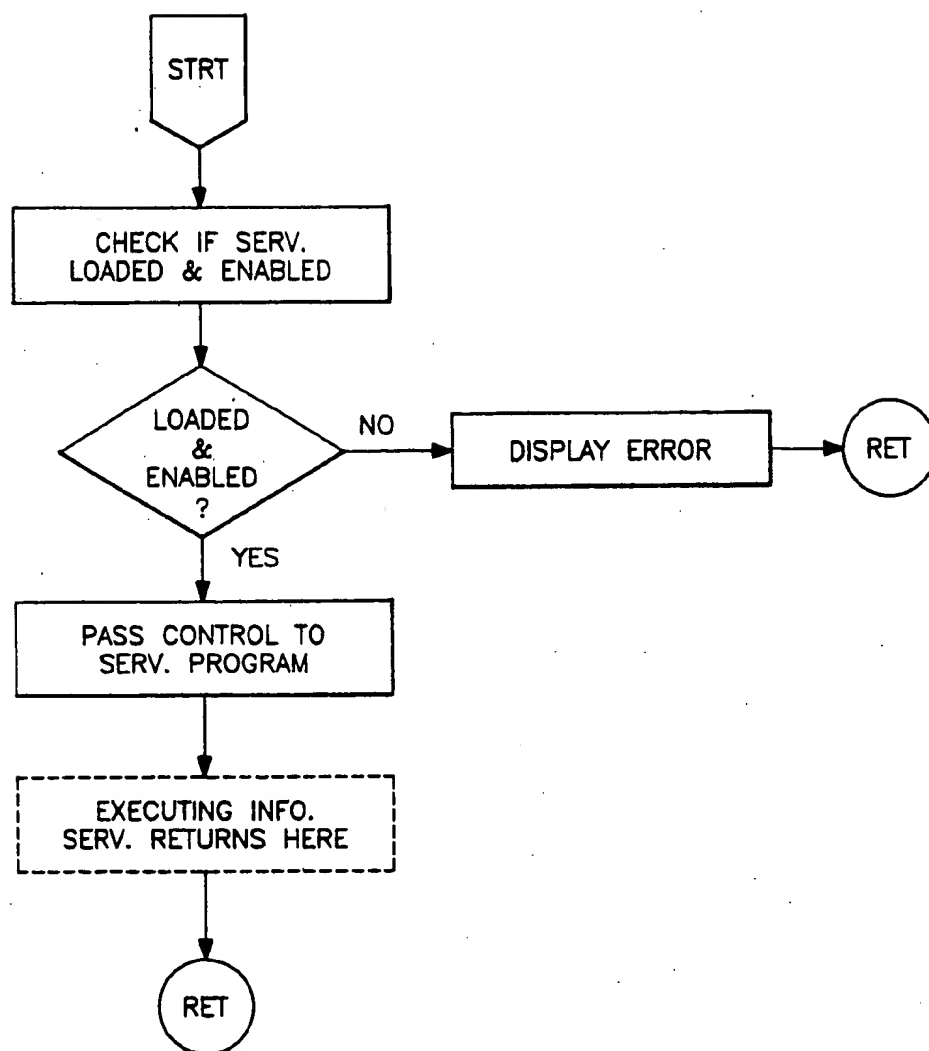 STRT
CHECK IF SERV.
LOADED & ENABLED
LOADED
&
ENABLED
?
NO
DISPLAY ERROR
RET
YES
PASS CONTROL TO
SERV. PROGRAM
EXECUTING INFO.
SERV. RETURNS HERE
RET